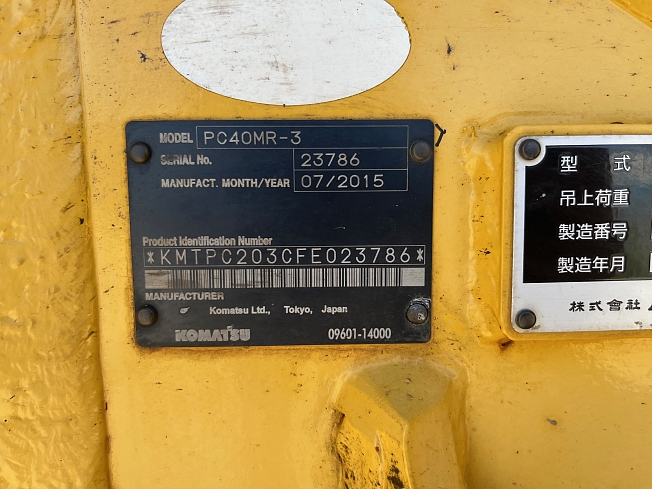 MODEL PC40MR-3
SERIAL No. 23786
MANUFACT. MONTH/YEAR 07/2015
Product Identification Number
*KMTPC203CFE023786*
MANUFACTURER
Komatsu Ltd., Tokyo, Japan
KOMATSU 09601-14000
型式
吊上荷重
製造番号
製造年月
株式會社